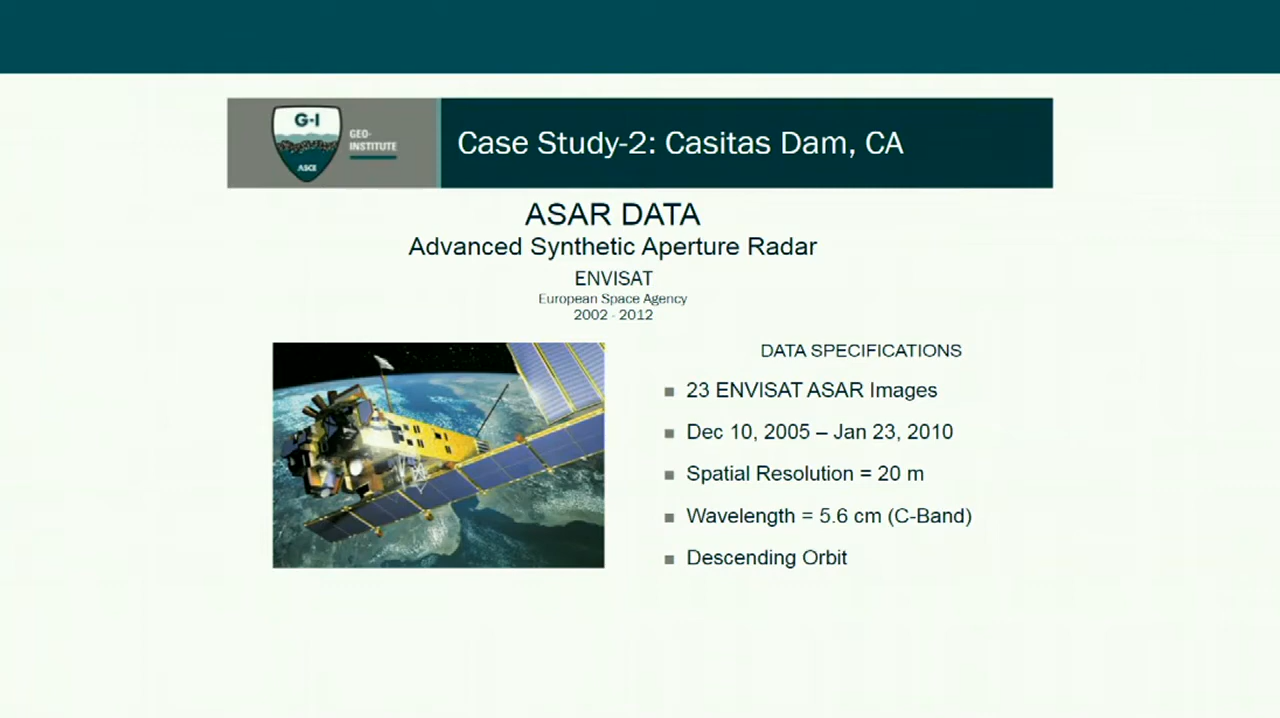 G-I
GEO-
INSTITUTE
ASCE
Case Study-2: Casitas Dam, CA
ASAR DATA
Advanced Synthetic Aperture Radar
ENVISAT
European Space Agency
2002 - 2012
DATA SPECIFICATIONS
■ 23 ENVISAT ASAR Images
■ Dec 10, 2005 – Jan 23, 2010
■ Spatial Resolution = 20 m
■ Wavelength = 5.6 cm (C-Band)
■ Descending Orbit